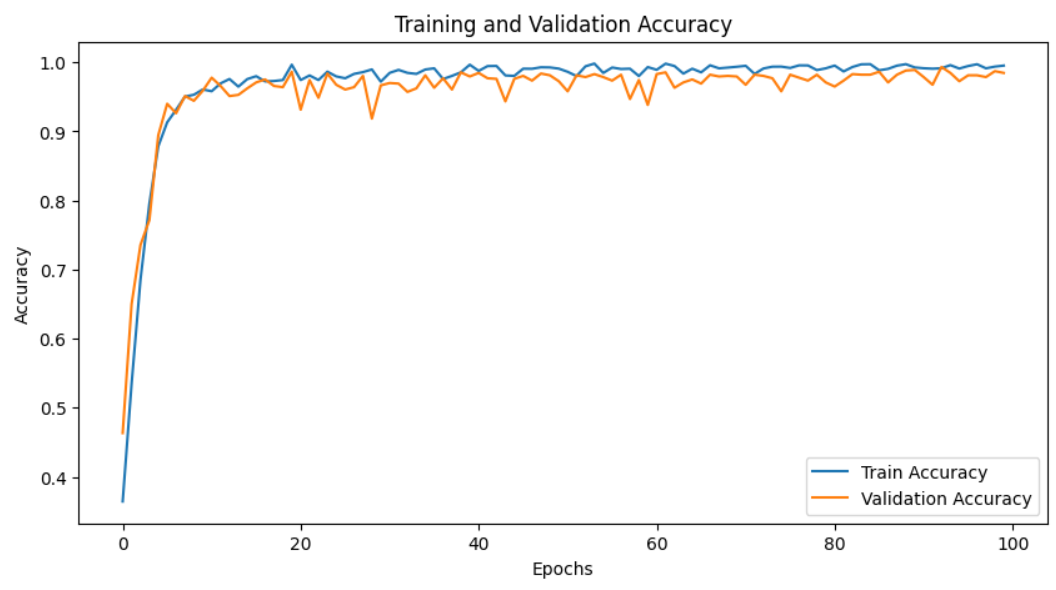 Training and Validation Accuracy
1.0
0.9
0.8
0.7
0.6
0.5
0.4
Accuracy
Train Accuracy
Validation Accuracy
0 20 40 60 80 100
Epochs